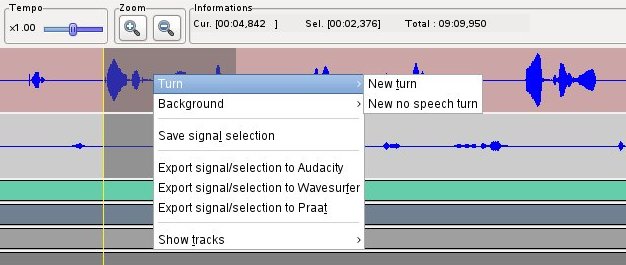 Tempo
x1.00
Zoom
Informations
Cur. [00:04,842 ] Sel. [00:02,376] Total : 09:09,950
Turn
Background
Save signal selection
Export signal/selection to Audacity
Export signal/selection to Wavesurfer
Export signal/selection to Praat
Show tracks
New turn
New no speech turn